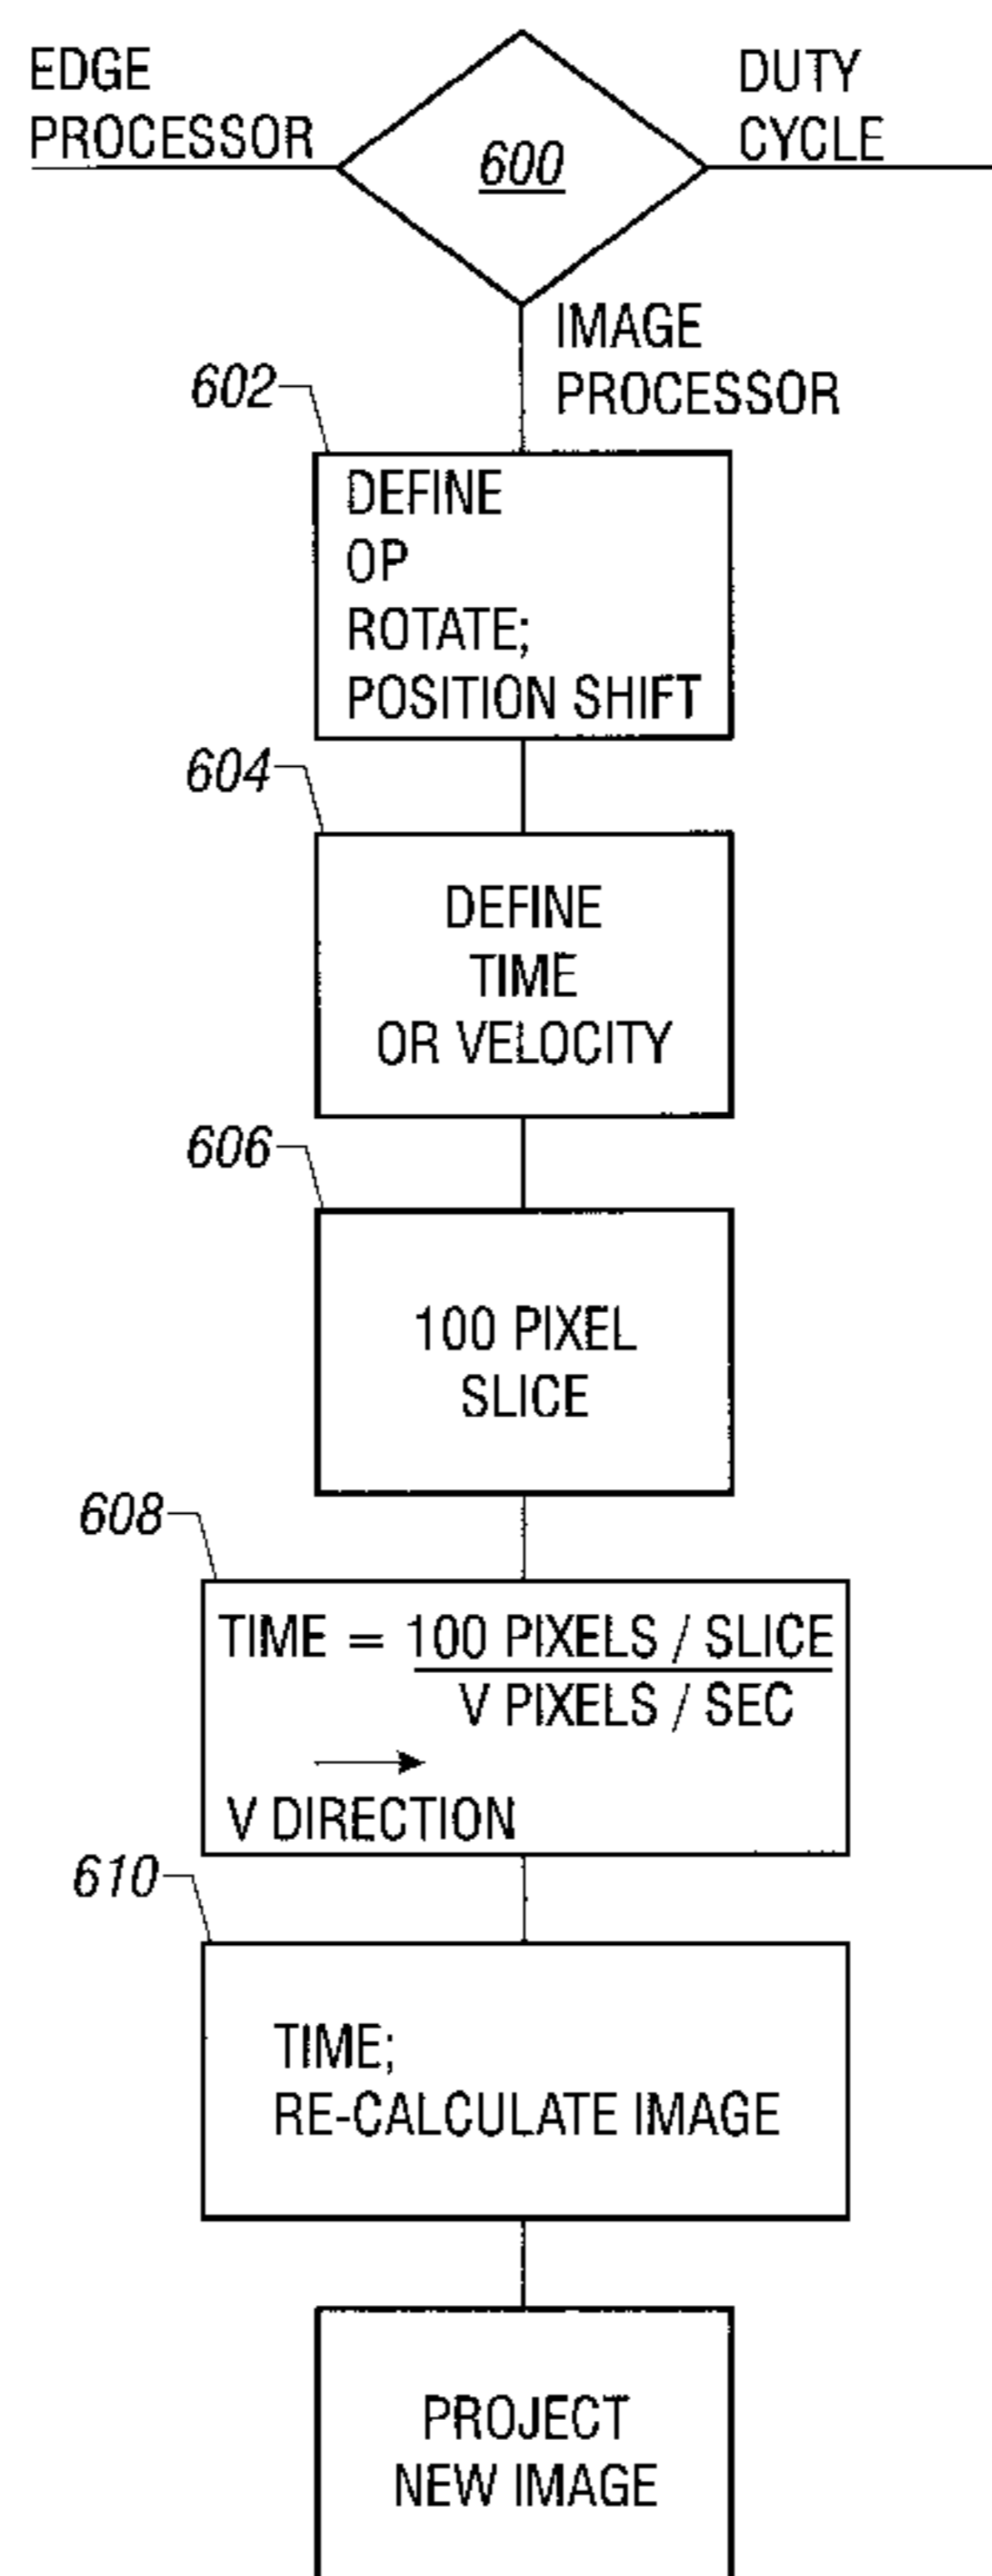 EDGE
PROCESSOR
600
DUTY
CYCLE
IMAGE
PROCESSOR
602
DEFINE
OP
ROTATE;
POSITION SHIFT
604
DEFINE
TIME
OR VELOCITY
606
100 PIXEL
SLICE
608
TIME = 100 PIXELS / SLICE
V PIXELS / SEC
V DIRECTION
610
TIME;
RE-CALCULATE IMAGE
PROJECT
NEW IMAGE